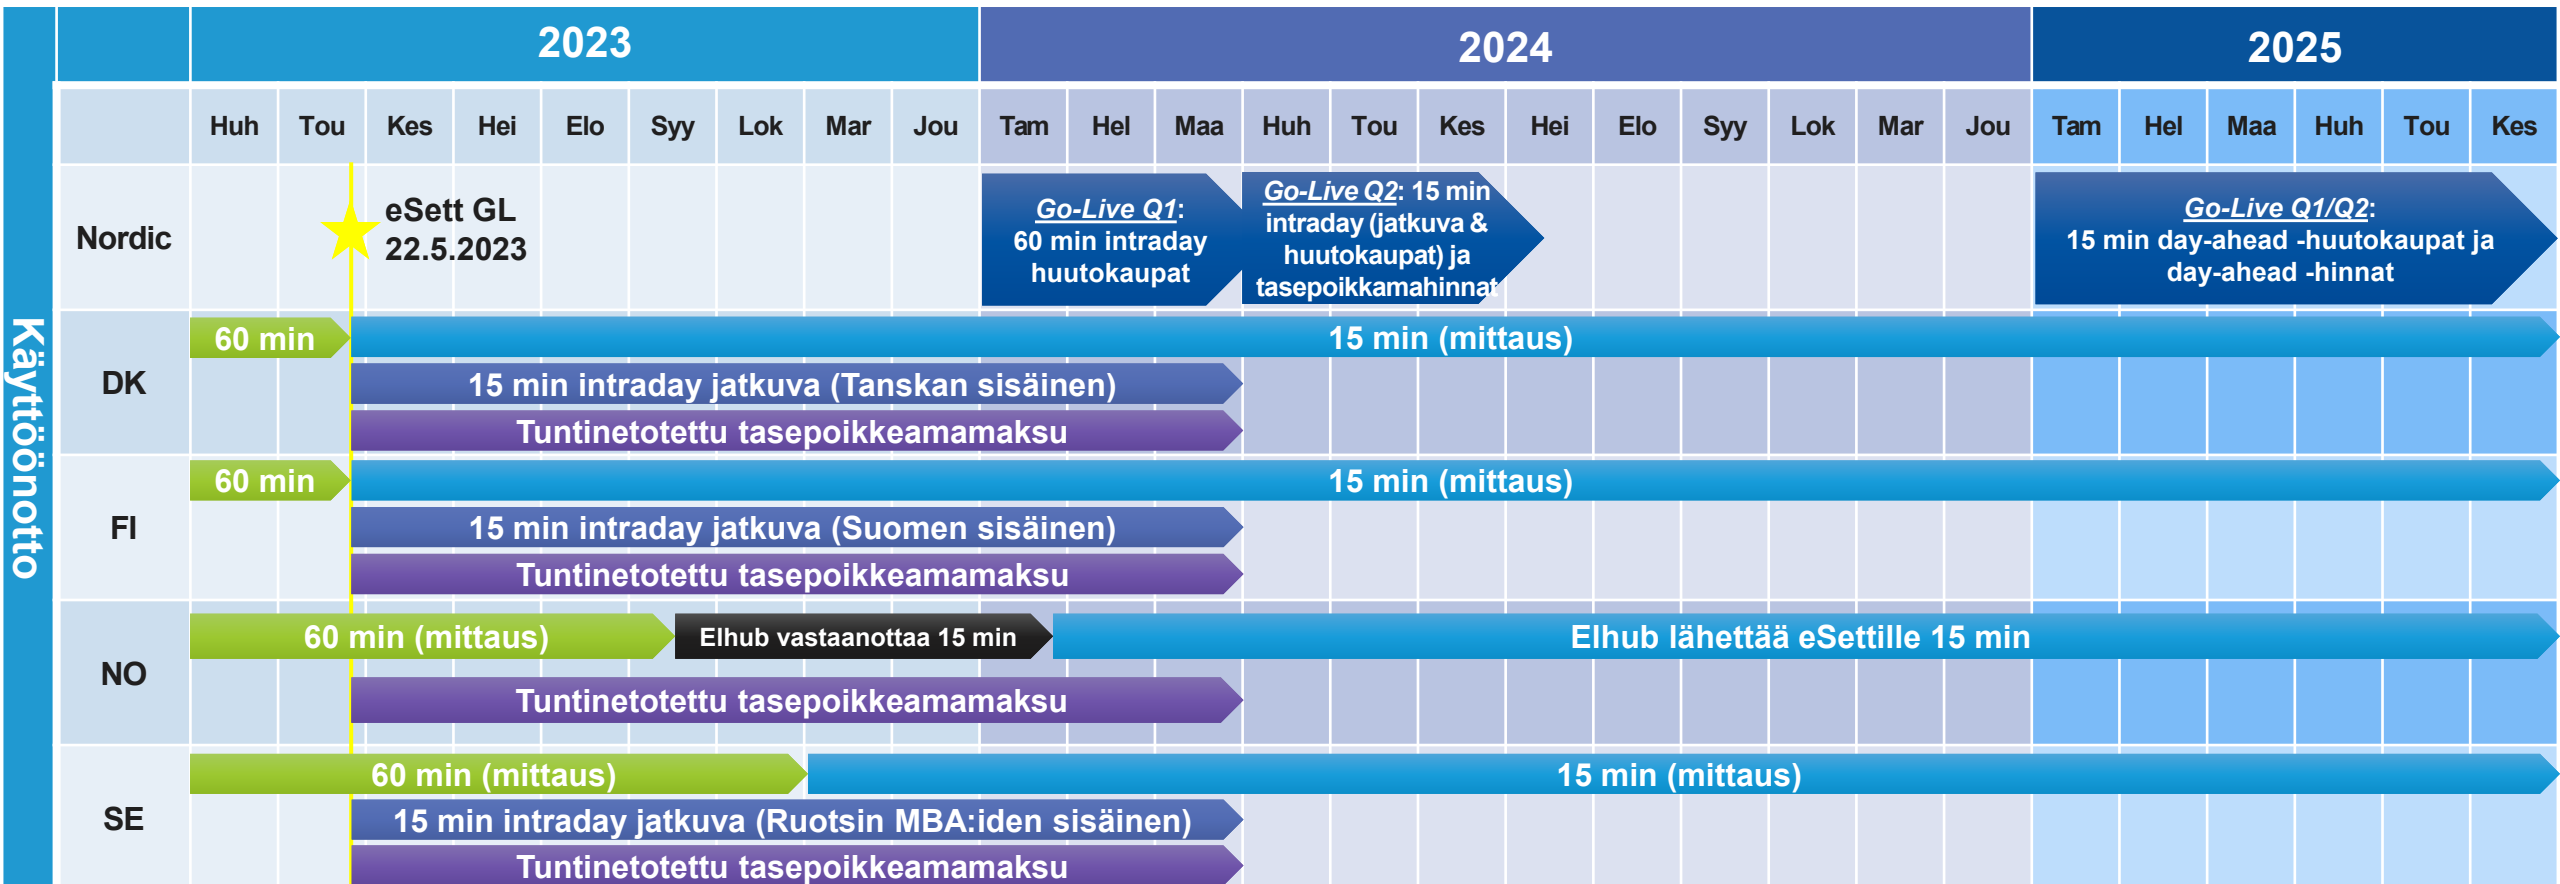 2023 2024 2025
Huh Tou Kes Hei Elo Syy Lok Mar Jou Tam Hel Maa Huh Tou Kes Hei Elo Syy Lok Mar Jou Tam Hel Maa Huh Tou Kes
Käyttöönotto
Nordic
eSett GL
22.5.2023
Go-Live Q1:
60 min intraday
huutokaupat
Go-Live Q2: 15 min
intraday (jatkuva &
huutokaupat) ja
tasepoikkamahinnat
Go-Live Q1/Q2:
15 min day-ahead -huutokaupat ja
day-ahead -hinnat
DK
60 min
15 min (mittaus)
15 min intraday jatkuva (Tanskan sisäinen)
Tuntinetotettu tasepoikkeamamaksu
FI
60 min
15 min (mittaus)
15 min intraday jatkuva (Suomen sisäinen)
Tuntinetotettu tasepoikkeamamaksu
NO
60 min (mittaus)
Elhub vastaanottaa 15 min
Elhub lähettää eSettille 15 min
Tuntinetotettu tasepoikkeamamaksu
SE
60 min (mittaus)
15 min (mittaus)
15 min intraday jatkuva (Ruotsin MBA:iden sisäinen)
Tuntinetotettu tasepoikkeamamaksu